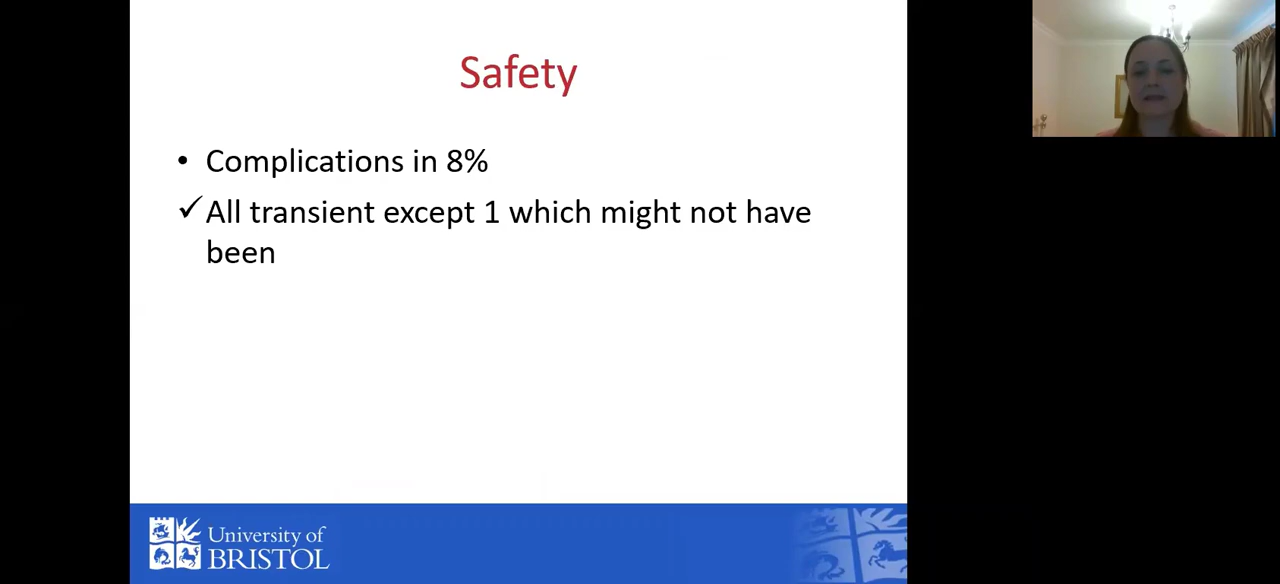 Safety
• Complications in 8%
✓ All transient except 1 which might not have
been
University of
BRISTOL